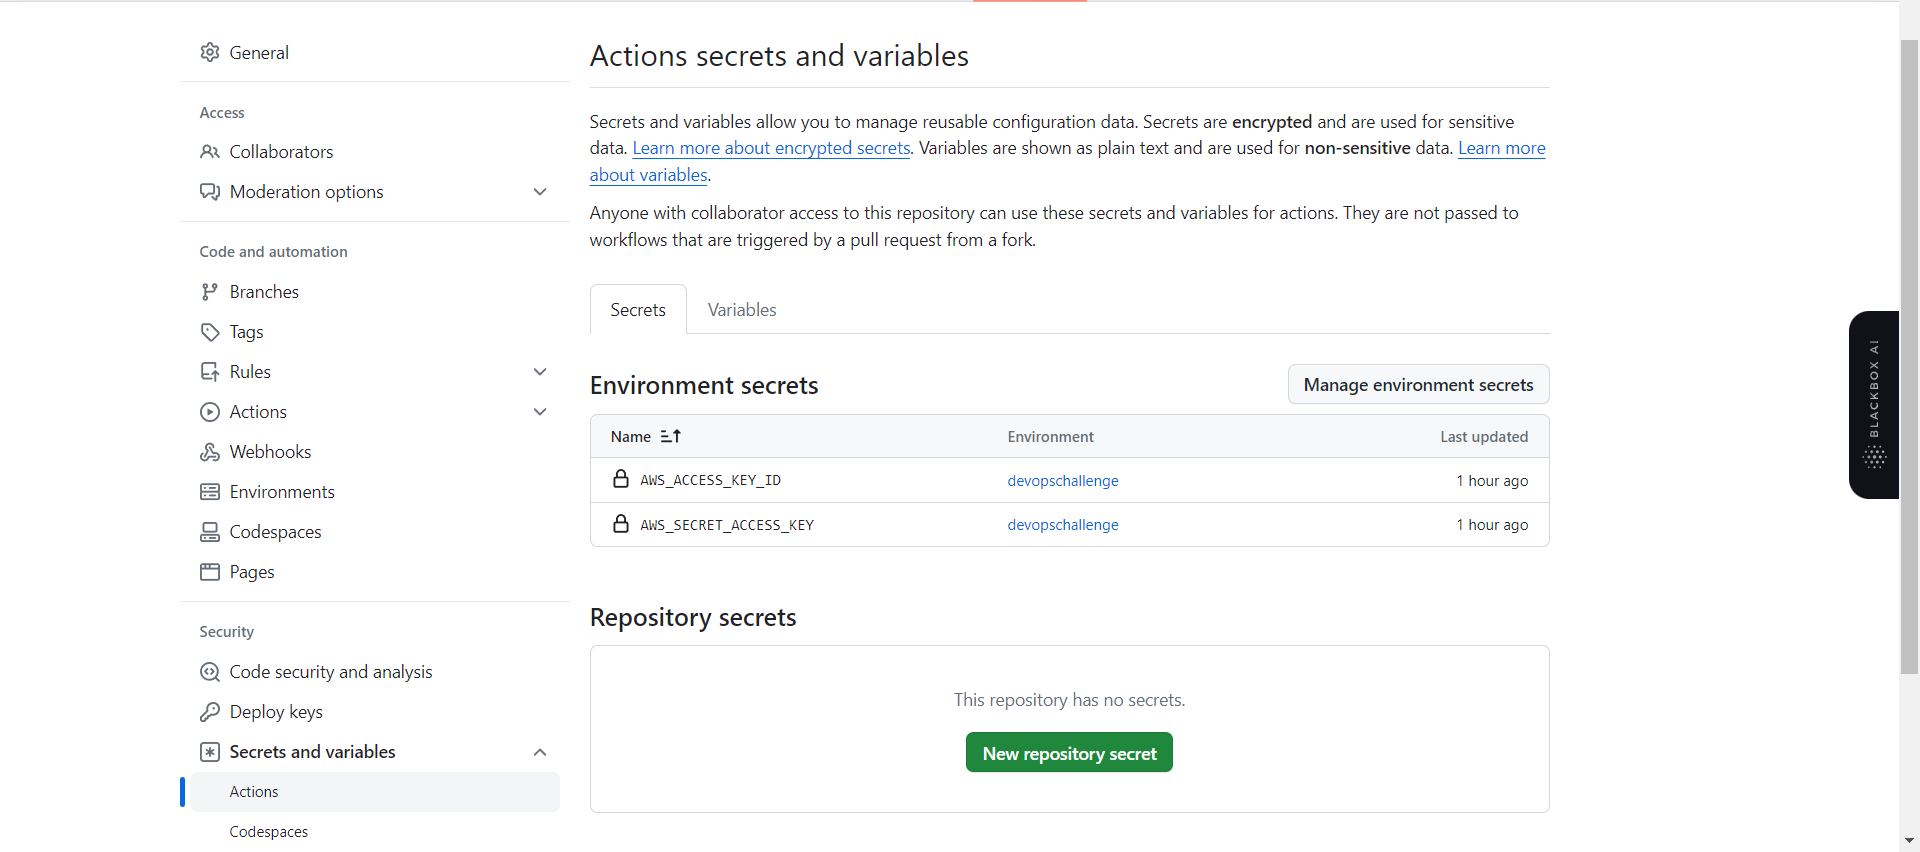 General
Access
Collaborators
Moderation options
Code and automation
Branches
Tags
Rules
Actions
Webhooks
Environments
Codespaces
Pages
Security
Code security and analysis
Deploy keys
Secrets and variables
Actions
Codespaces
Actions secrets and variables
Secrets and variables allow you to manage reusable configuration data. Secrets are encrypted and are used for sensitive
data. Learn more about encrypted secrets. Variables are shown as plain text and are used for non-sensitive data. Learn more
about variables.
Anyone with collaborator access to this repository can use these secrets and variables for actions. They are not passed to
workflows that are triggered by a pull request from a fork.
Secrets Variables
Environment secrets Manage environment secrets
Name Environment Last updated
AWS_ACCESS_KEY_ID devopschallenge 1 hour ago
AWS_SECRET_ACCESS_KEY devopschallenge 1 hour ago
Repository secrets
This repository has no secrets.
New repository secret
BLACKBOX AI